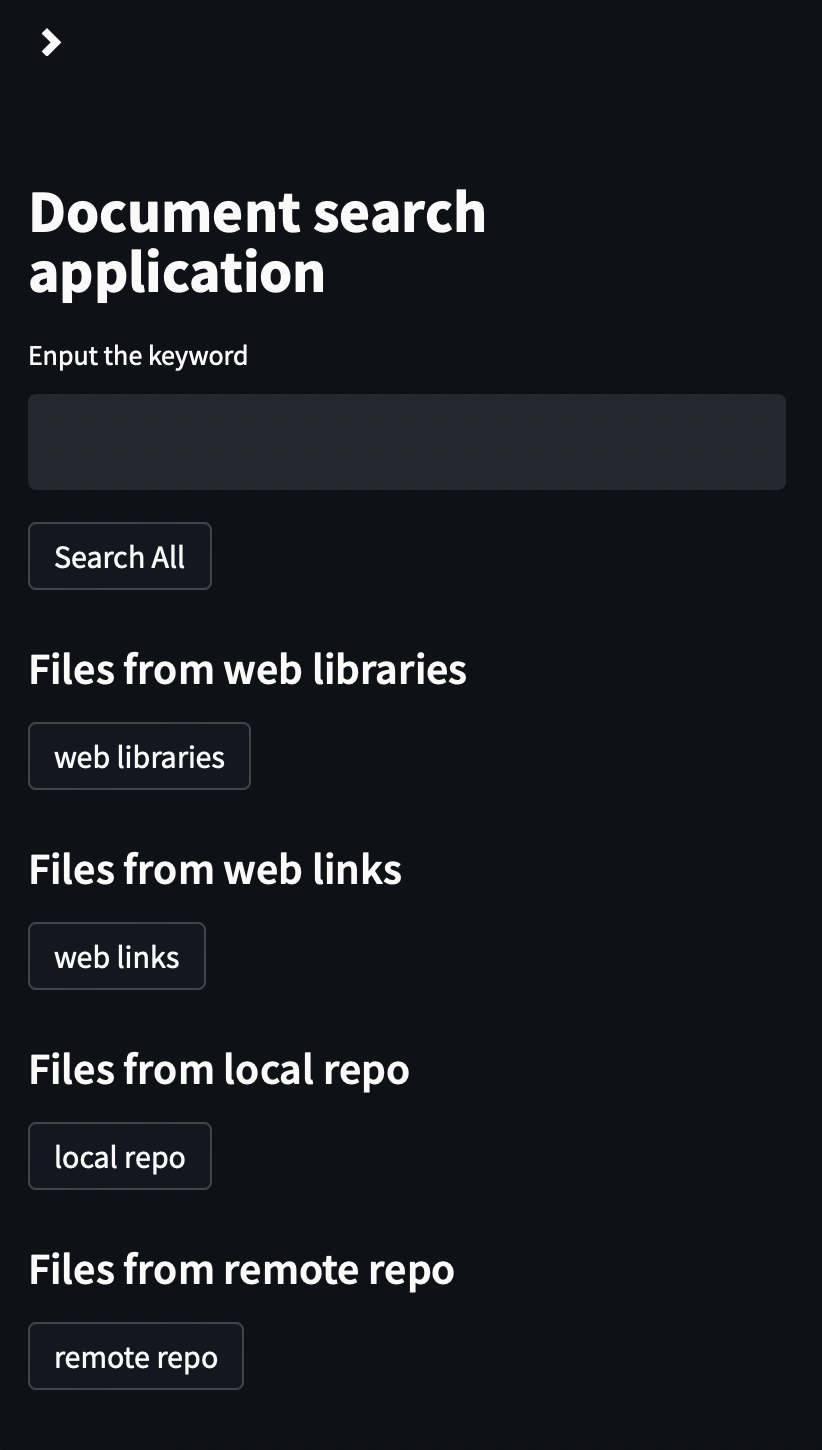 Document search
application
Enput the keyword
Search All
Files from web libraries
web libraries
Files from web links
web links
Files from local repo
local repo
Files from remote repo
remote repo